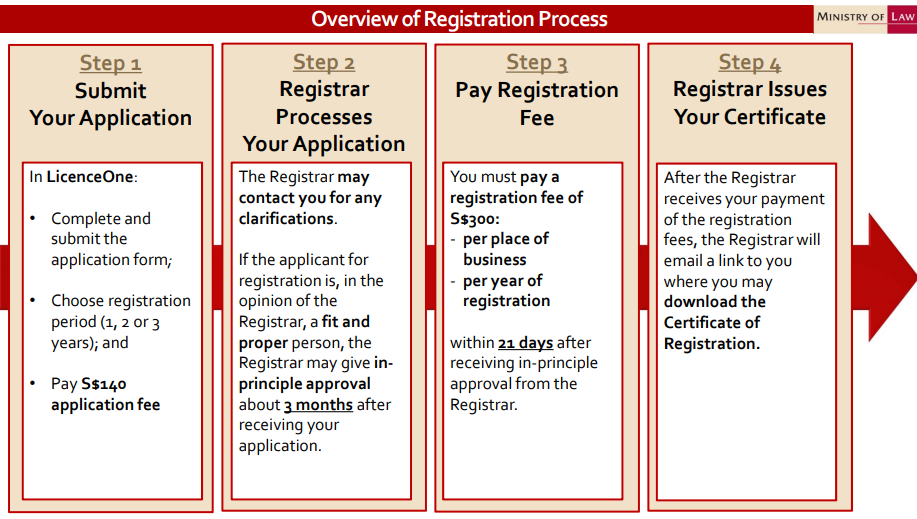 Overview of Registration Process
MINISTRY OF LAW
Step 1
Submit
Your Application
In LicenceOne:
• Complete and
submit the
application form;
• Choose registration
period (1, 2 or 3
years); and
• Pay S$140
application fee
Step 2
Registrar
Processes
Your Application
The Registrar may
contact you for any
clarifications.
If the applicant for
registration is, in the
opinion of the
Registrar, a fit and
proper person, the
Registrar may give in-
principle approval
about 3 months after
receiving your
application.
Step 3
Pay Registration
Fee
You must pay a
registration fee of
S$300:
- per place of
business
- per year of
registration
within 21 days after
receiving in-principle
approval from the
Registrar.
Step 4
Registrar Issues
Your Certificate
After the Registrar
receives your payment
of the registration
fees, the Registrar will
email a link to you
where you may
download the
Certificate of
Registration.